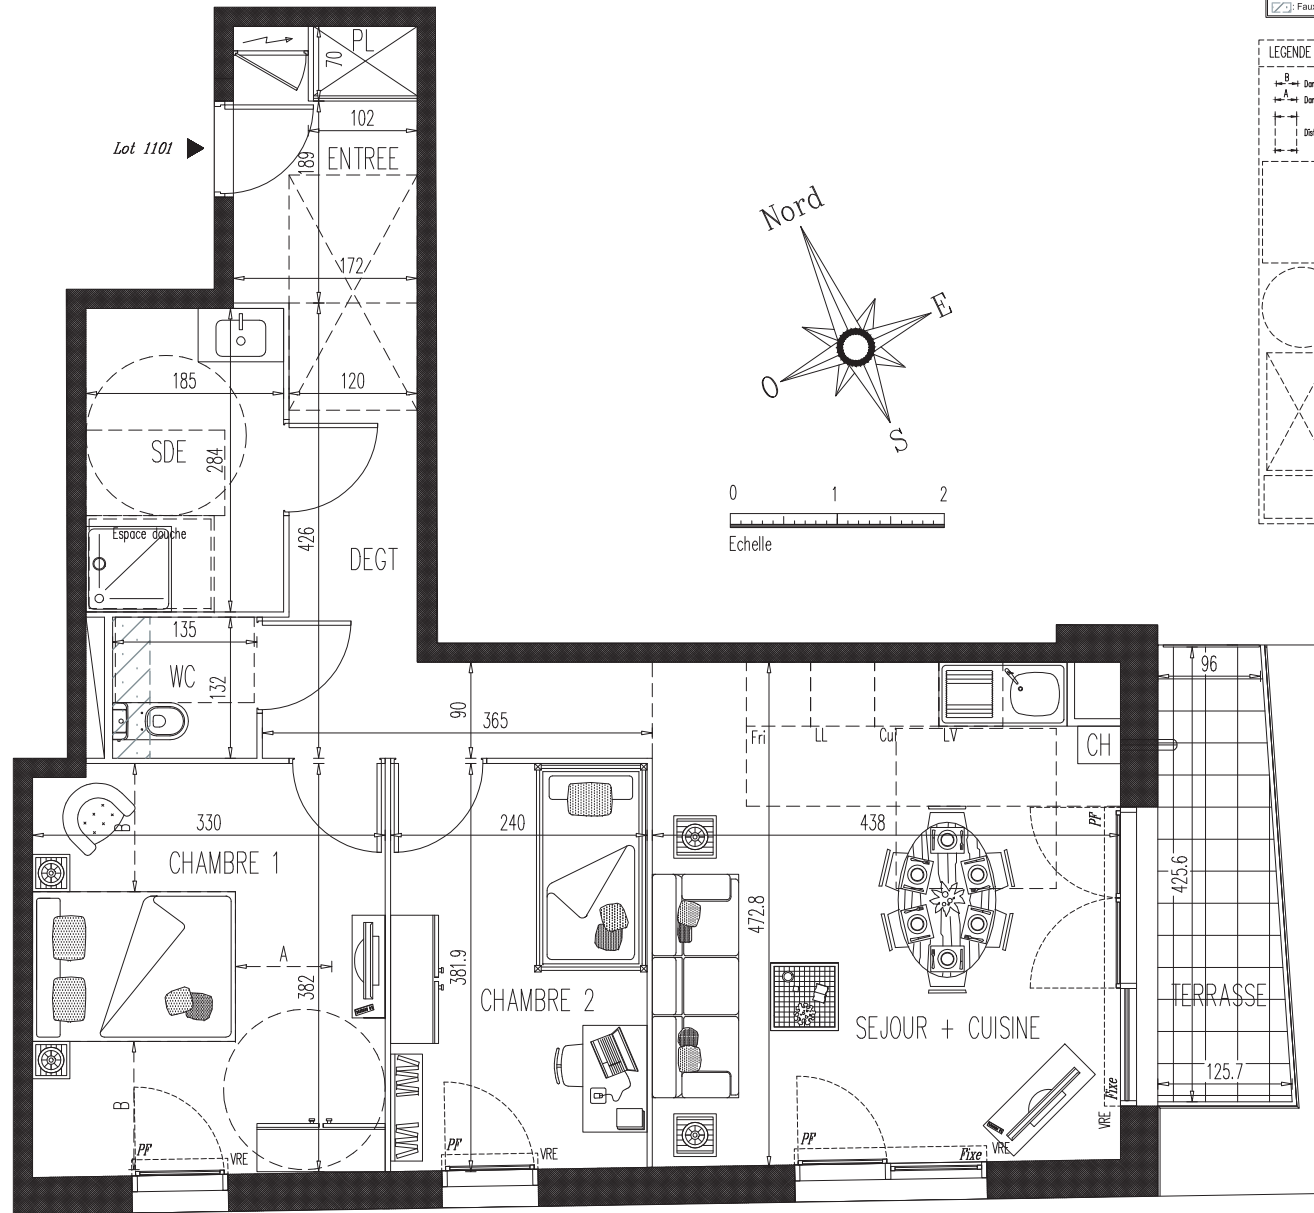 : Faux
LEGENDE
B
A
PL
70
102
Lot 1101
189
ENTREE
172
Nord
E
O
S
185
120
SDE
284
0 1 2
Echelle
Espace douche
426
DEGT
135
WC
132
90
365
96
Fri LL Cui LV
CH
330
240
438
PF
B
CHAMBRE 1
425.6
472.8
A
382
381.9
CHAMBRE 2
TERRASSE
SEJOUR + CUISINE
125.7
B
Fixe
VRE
PF VRE
PF VRE
PF Fixe VRE